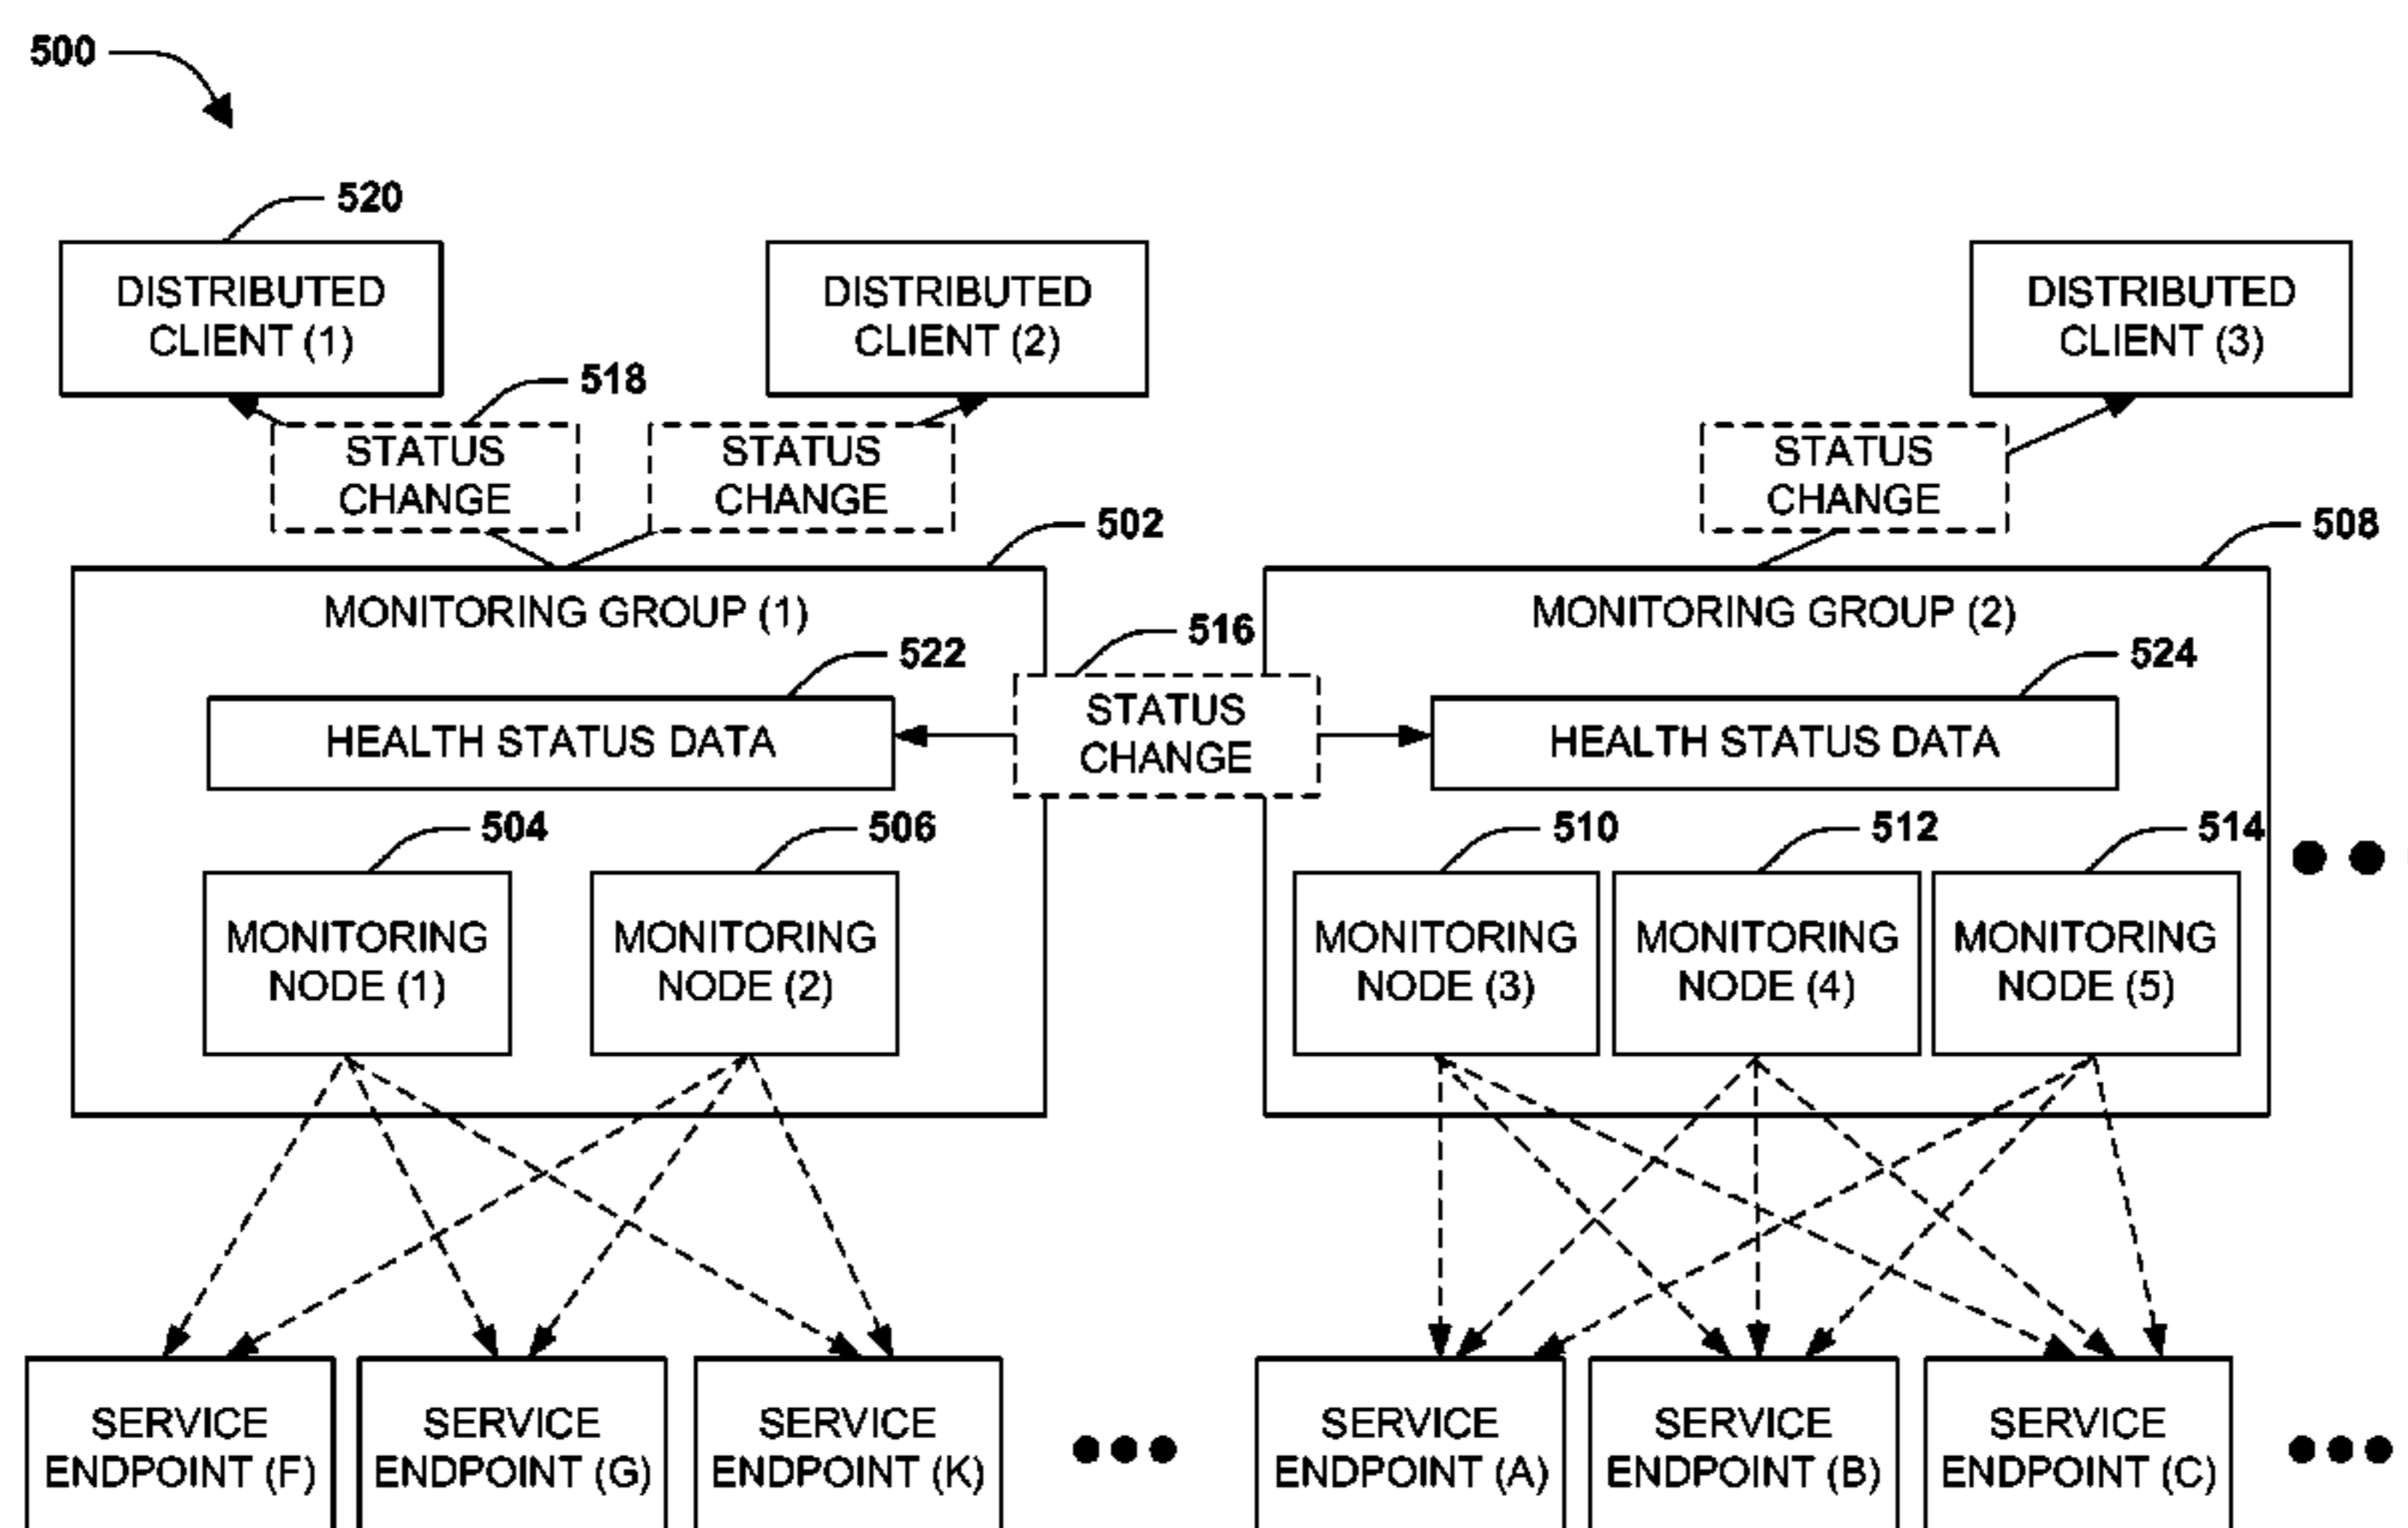 500
520
DISTRIBUTED
CLIENT (1)
DISTRIBUTED
CLIENT (2)
DISTRIBUTED
CLIENT (3)
518
STATUS
CHANGE
STATUS
CHANGE
STATUS
CHANGE
502
508
MONITORING GROUP (1)
MONITORING GROUP (2)
516
522
524
HEALTH STATUS DATA
STATUS
CHANGE
HEALTH STATUS DATA
504
506
510
512
514
MONITORING
NODE (1)
MONITORING
NODE (2)
MONITORING
NODE (3)
MONITORING
NODE (4)
MONITORING
NODE (5)
SERVICE
ENDPOINT (F)
SERVICE
ENDPOINT (G)
SERVICE
ENDPOINT (K)
SERVICE
ENDPOINT (A)
SERVICE
ENDPOINT (B)
SERVICE
ENDPOINT (C)